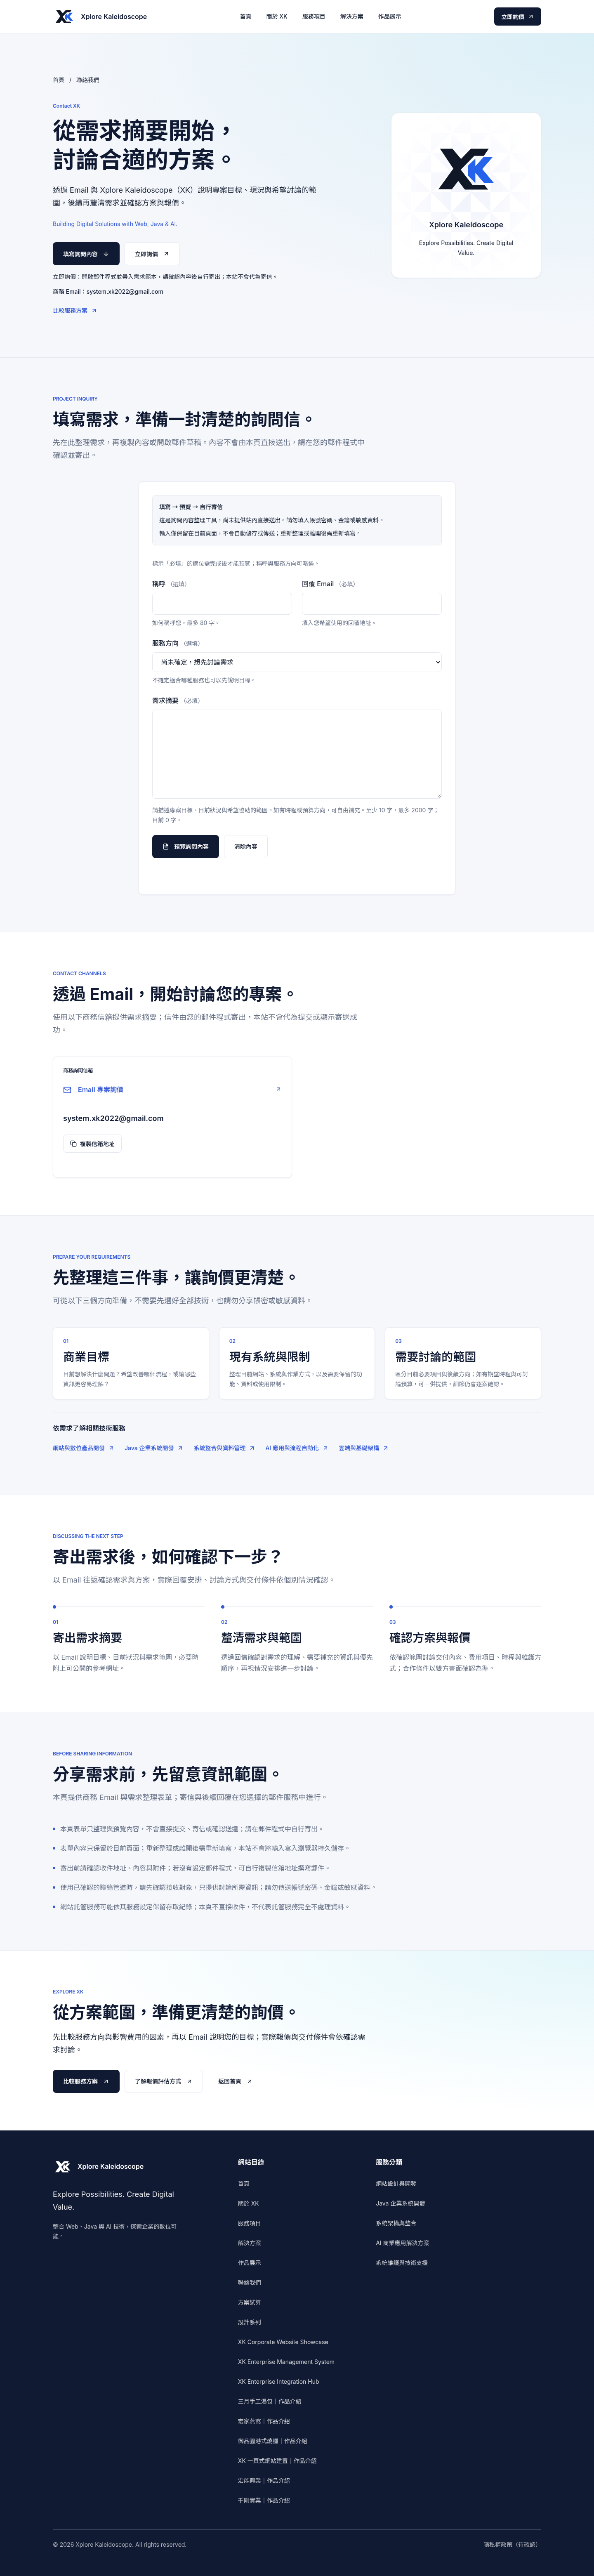 Xplore Kaleidoscope
首頁
關於 XK
服務項目
解決方案
作品展示
立即詢價
首頁 / 聯絡我們
Contact XK
從需求摘要開始，
討論合適的方案。
透過 Email 與 Xplore Kaleidoscope（XK）說明專案目標、現況與希望討論的範
圍，後續再釐清需求並確認方案與報價。
Building Digital Solutions with Web, Java & AI.
填寫詢問內容
立即詢價
立即詢價：開啟郵件程式並帶入需求範本，請確認內容後自行寄出；本站不會代為寄信。
商務 Email：system.xk2022@gmail.com
比較服務方案
Xplore Kaleidoscope
Explore Possibilities. Create Digital
Value.
PROJECT INQUIRY
填寫需求，準備一封清楚的詢問信。
先在此整理需求，再複製內容或開啟郵件草稿。內容不會由本頁直接送出，請在您的郵件程式中
確認並寄出。
填寫 → 預覽 → 自行寄信
這是詢問內容整理工具，尚未提供站內直接送出。請勿填入帳號密碼、金鑰或敏感資料。
輸入僅保留在目前頁面，不會自動儲存或傳送；重新整理或離開後需重新填寫。
標示「必填」的欄位需完成後才能預覽；稱呼與服務方向可略過。
稱呼 （選填）
回覆 Email （必填）
如何稱呼您，最多 80 字。
填入您希望使用的回覆地址。
服務方向 （選填）
尚未確定，想先討論需求
不確定適合哪種服務也可以先說明目標。
需求摘要 （必填）
請描述專案目標、目前狀況與希望協助的範圍。如有時程或預算方向，可自由補充。至少 10 字，最多 2000 字；
目前 0 字。
預覽詢問內容
清除內容
CONTACT CHANNELS
透過 Email，開始討論您的專案。
使用以下商務信箱提供需求摘要；信件由您的郵件程式寄出，本站不會代為提交或顯示寄送成
功。
商務詢問信箱
Email 專案詢價
system.xk2022@gmail.com
複製信箱地址
PREPARE YOUR REQUIREMENTS
先整理這三件事，讓詢價更清楚。
可從以下三個方向準備，不需要先選好全部技術，也請勿分享帳密或敏感資料。
01
商業目標
目前想解決什麼問題？希望改善哪個流程，或讓哪些
資訊更容易理解？
02
現有系統與限制
整理目前網站、系統與作業方式，以及需要保留的功
能、資料或使用限制。
03
需要討論的範圍
區分目前必要項目與後續方向；如有期望時程與可討
論預算，可一併提供，細節仍會逐案確認。
依需求了解相關技術服務
網站與數位產品開發
Java 企業系統開發
系統整合與資料管理
AI 應用與流程自動化
雲端與基礎架構
DISCUSSING THE NEXT STEP
寄出需求後，如何確認下一步？
以 Email 往返確認需求與方案，實際回覆安排、討論方式與交付條件依個別情況確認。
01
寄出需求摘要
以 Email 說明目標、目前狀況與需求範圍，必要時
附上可公開的參考網址。
02
釐清需求與範圍
透過回信確認對需求的理解、需要補充的資訊與優先
順序，再視情況安排進一步討論。
03
確認方案與報價
依確認範圍討論交付內容、費用項目、時程與維護方
式；合作條件以雙方書面確認為準。
BEFORE SHARING INFORMATION
分享需求前，先留意資訊範圍。
本頁提供商務 Email 與需求整理表單；寄信與後續回覆在您選擇的郵件服務中進行。
本頁表單只整理與預覽內容，不會直接提交、寄信或確認送達；請在郵件程式中自行寄出。
表單內容只保留於目前頁面；重新整理或離開後需重新填寫，本站不會將輸入寫入瀏覽器持久儲存。
寄出前請確認收件地址、內容與附件；若沒有設定郵件程式，可自行複製信箱地址撰寫郵件。
使用已確認的聯絡管道時，請先確認接收對象，只提供討論所需資訊；請勿傳送帳號密碼、金鑰或敏感資料。
網站託管服務可能依其服務設定保留存取紀錄；本頁不直接收件，不代表託管服務完全不處理資料。
EXPLORE XK
從方案範圍，準備更清楚的詢價。
先比較服務方向與影響費用的因素，再以 Email 說明您的目標；實際報價與交付條件會依確認需
求討論。
比較服務方案
了解報價評估方式
返回首頁
Xplore Kaleidoscope
Explore Possibilities. Create Digital
Value.
整合 Web、Java 與 AI 技術，探索企業的數位可
能。
網站目錄
首頁
關於 XK
服務項目
解決方案
作品展示
聯絡我們
方案試算
設計系列
XK Corporate Website Showcase
XK Enterprise Management System
XK Enterprise Integration Hub
三月手工湯包｜作品介紹
宏家燕窩｜作品介紹
御品園港式燒臘｜作品介紹
XK 一頁式網站建置｜作品介紹
宏能興業｜作品介紹
千剛實業｜作品介紹
服務分類
網站設計與開發
Java 企業系統開發
系統架構與整合
AI 商業應用解決方案
系統維護與技術支援
© 2026 Xplore Kaleidoscope. All rights reserved.
隱私權政策（待確認）